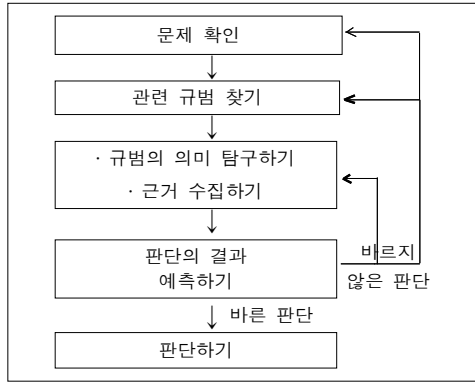 문제 확인
관련 규범 찾기
· 규범의 의미 탐구하기
· 근거 수집하기
판단의 결과
예측하기
바르지
않은 판단
바른 판단
판단하기